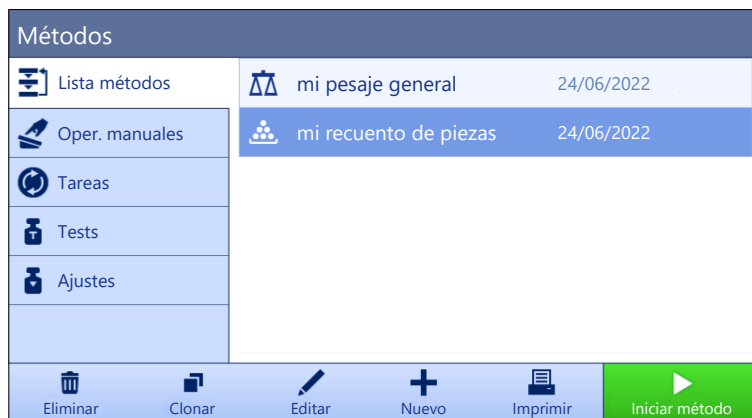 Métodos
Lista métodos
mi pesaje general 24/06/2022
Oper. manuales
mi recuento de piezas 24/06/2022
Tareas
Tests
Ajustes
Eliminar Clonar Editar Nuevo Imprimir Iniciar método